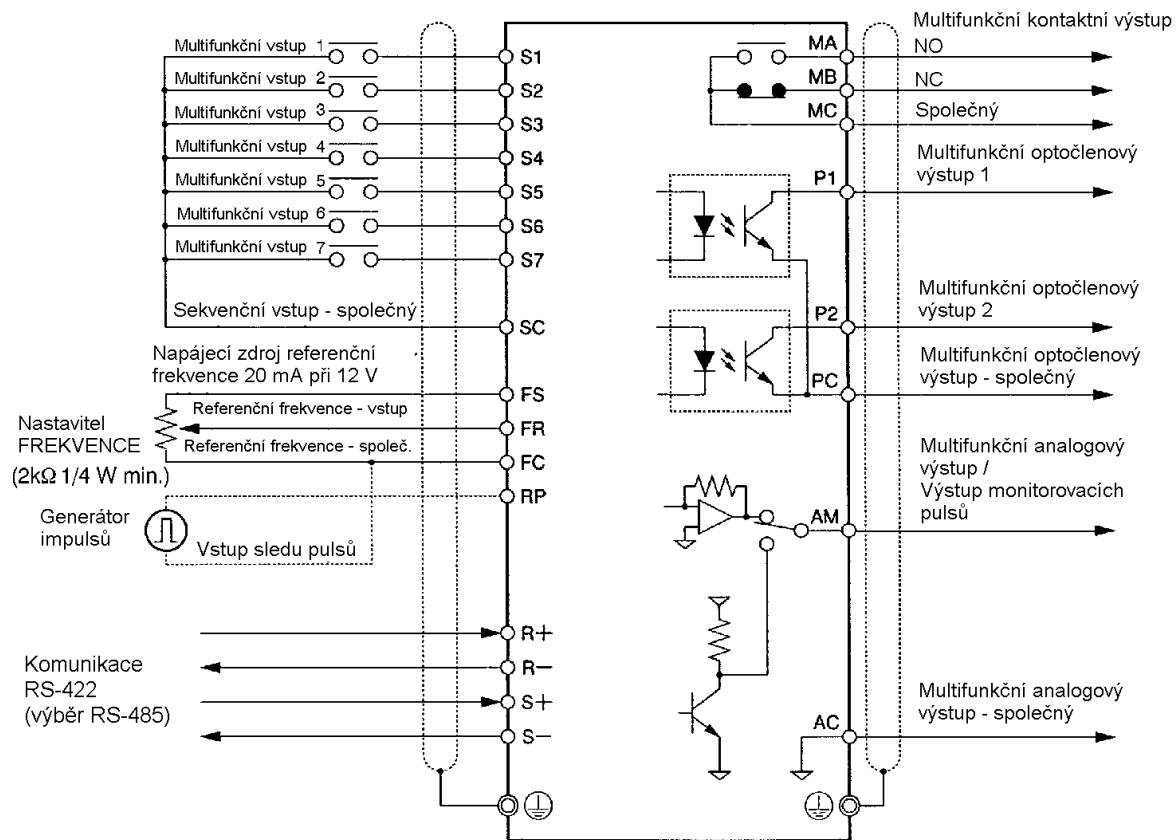 Multifunkční vstup 1
S1
Multifunkční vstup 2
S2
Multifunkční vstup 3
S3
Multifunkční vstup 4
S4
Multifunkční vstup 5
S5
Multifunkční vstup 6
S6
Multifunkční vstup 7
S7
Sekvenční vstup - společný
SC
Napájecí zdroj referenční
frekvence 20 mA při 12 V
FS
Referenční frekvence - vstup
Nastavitel
FREKVENCE
(2kΩ 1/4 W min.)
FR
Referenční frekvence - společ.
FC
RP
Generátor
impulsů
Vstup sledu pulsů
Komunikace
RS-422
(výběr RS-485)
R+
R−
S+
S−
Multifunkční kontaktní výstup
MA
NO
MB
NC
MC
Společný
Multifunkční optočlenový
výstup 1
P1
Multifunkční optočlenový
výstup 2
P2
Multifunkční optočlenový
výstup - společný
PC
Multifunkční analogový
výstup /
Výstup monitorovacích
pulsů
AM
Multifunkční analogový
výstup - společný
AC